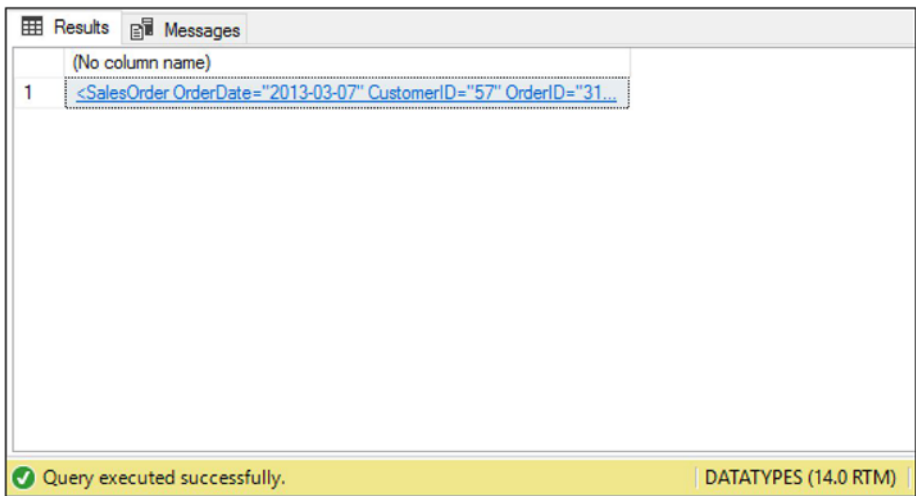 Results Messages
(No column name)
1 <SalesOrder OrderDate="2013-03-07" CustomerID="57" OrderID="31...
Query executed successfully. DATATYPES (14.0 RTM)